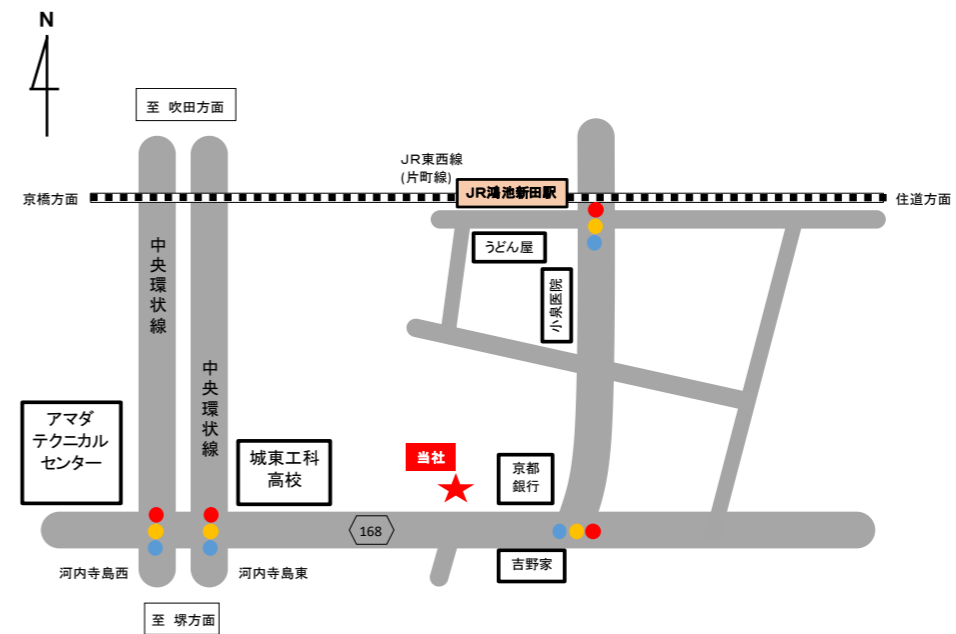 N
至 吹田方面
JR東西線
(片町線)
京橋方面
JR鴻池新田駅
住道方面
うどん屋
中央環状線
小泉医院
中央環状線
アマダ
テクニカル
センター
城東工科
高校
当社
京都
銀行
168
吉野家
河内寺島西
河内寺島東
至 堺方面